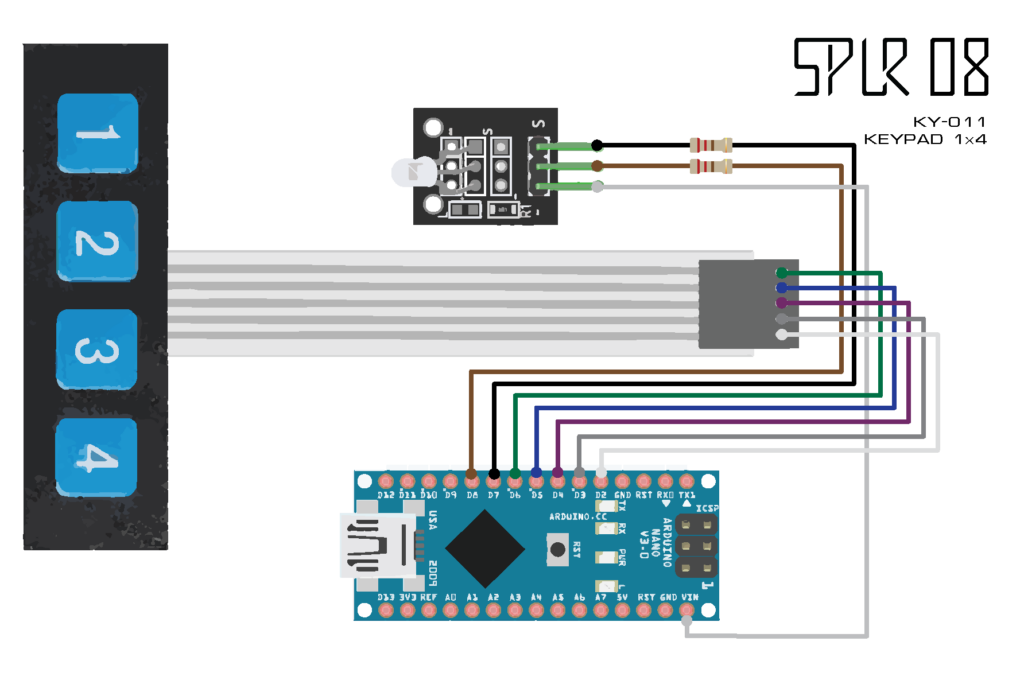 SPLR 08
KY-011
KEYPAD 1x4
1
2
3
4
S
- S
R1
-
D12 D11 D10 D9 D8 D7 D6 D5 D4 D3 D2 GND RST RX0 TX1
TX
RX
PWR
L
ARDUINO.CC
RST
ICSP
ARDUINO
NANO
V3.0
1
USA
2009
D13 3V3 REF A0 A1 A2 A3 A4 A5 A6 A7 5V RST GND VIN